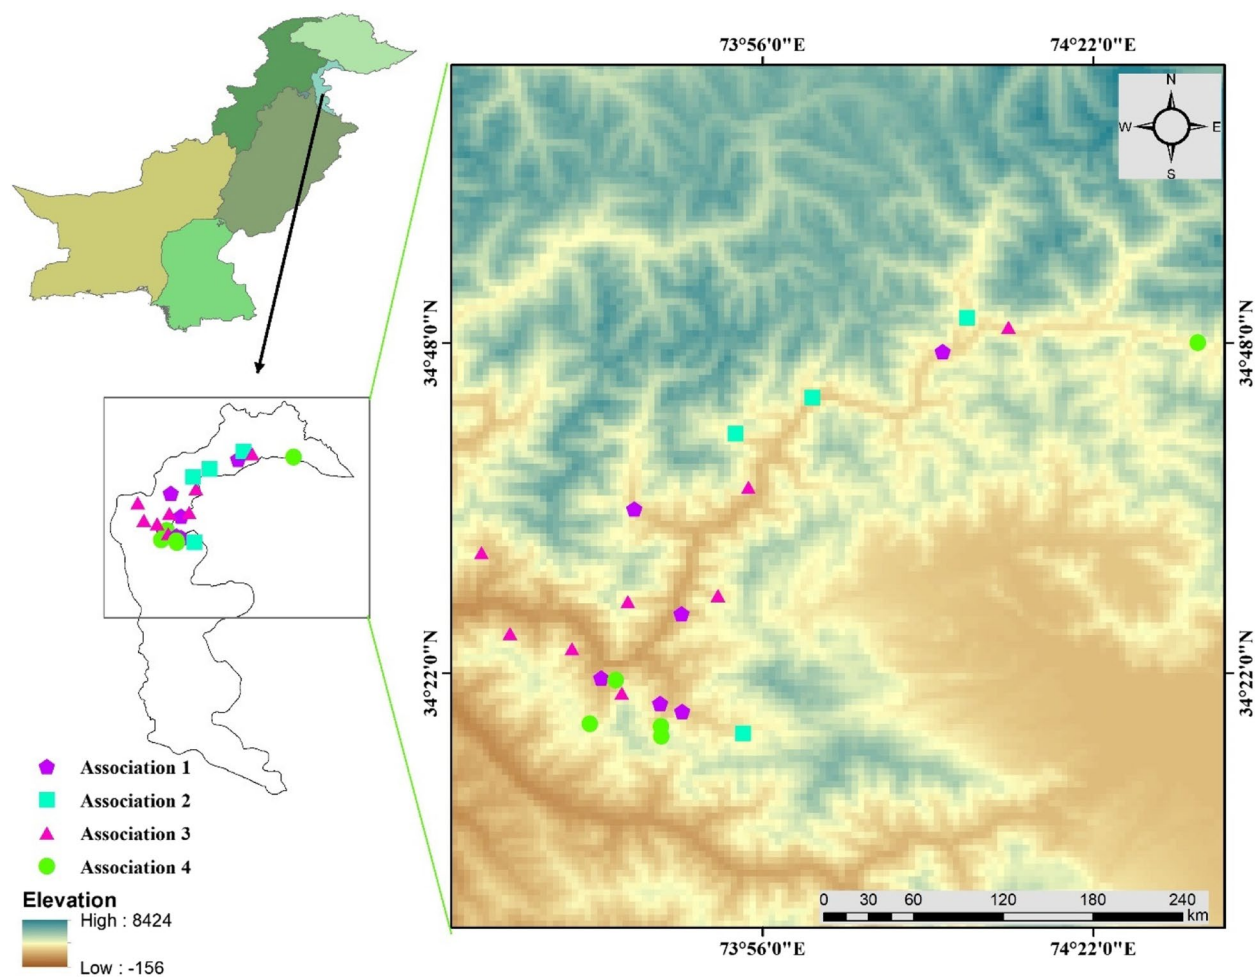 73°56'0"E 74°22'0"E
N
W E
S
34°48'0"N 34°48'0"N
34°22'0"N 34°22'0"N
Association 1
Association 2
Association 3
Association 4
Elevation
High : 8424
Low : -156
0 30 60 120 180 240
km
73°56'0"E 74°22'0"E